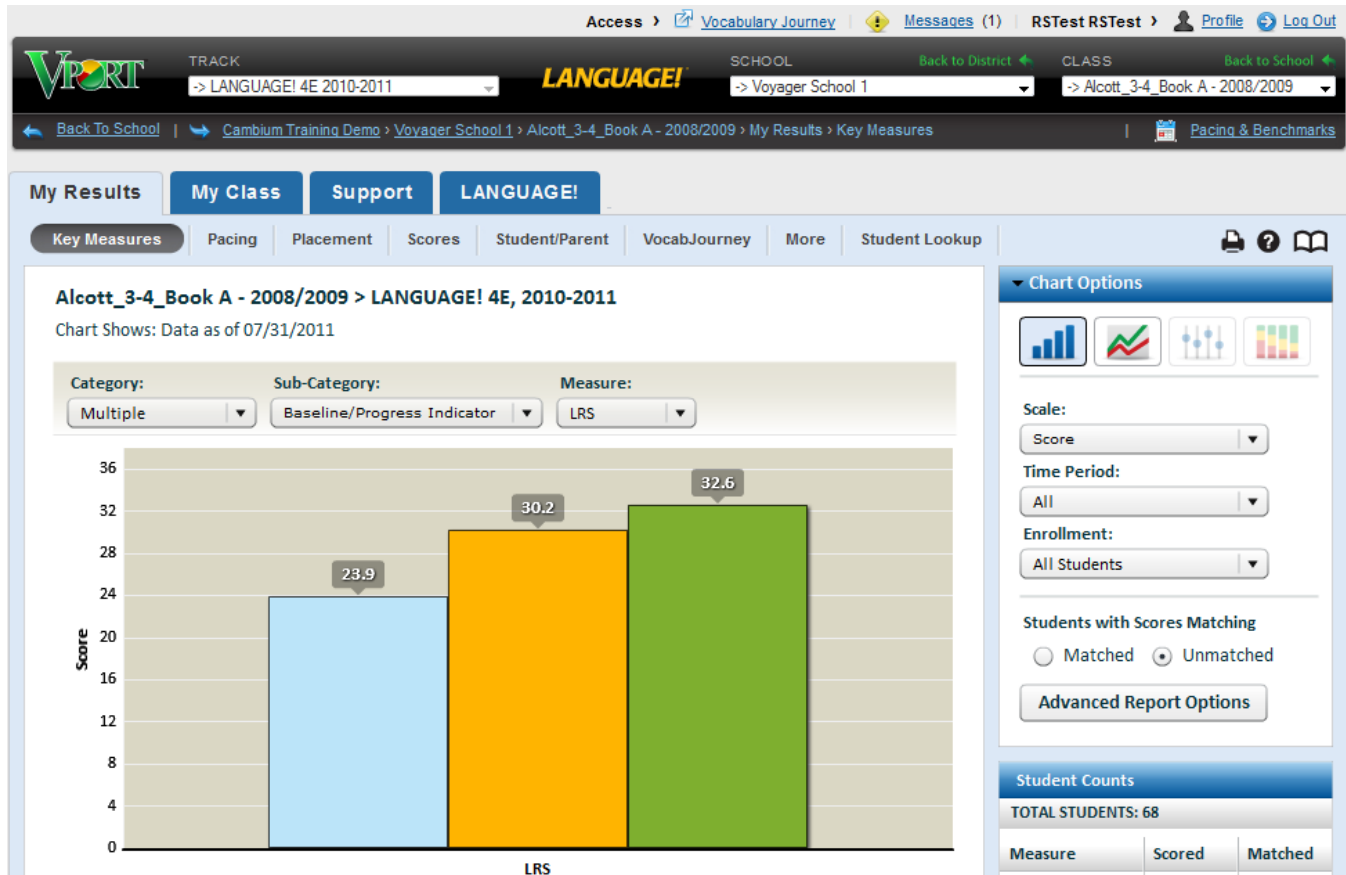 Access › Vocabulary Journey Messages (1) RSTest RSTest › Profile Log Out
VPORT
TRACK
-> LANGUAGE! 4E 2010-2011
LANGUAGE!
SCHOOL Back to District
-> Voyager School 1
CLASS Back to School
-> Alcott_3-4_Book A - 2008/2009
Back To School | Cambium Training Demo › Voyager School 1 › Alcott_3-4_Book A - 2008/2009 › My Results › Key Measures | Pacing & Benchmarks
My Results My Class Support LANGUAGE!
Key Measures Pacing Placement Scores Student/Parent VocabJourney More Student Lookup
Alcott_3-4_Book A - 2008/2009 > LANGUAGE! 4E, 2010-2011
Chart Shows: Data as of 07/31/2011
Category: Sub-Category: Measure:
Multiple Baseline/Progress Indicator LRS
36
32
28
24
20
16
12
8
4
0
Score
23.9
30.2
32.6
LRS
Chart Options
Scale:
Score
Time Period:
All
Enrollment:
All Students
Students with Scores Matching
Matched Unmatched
Advanced Report Options
Student Counts
TOTAL STUDENTS: 68
Measure Scored Matched